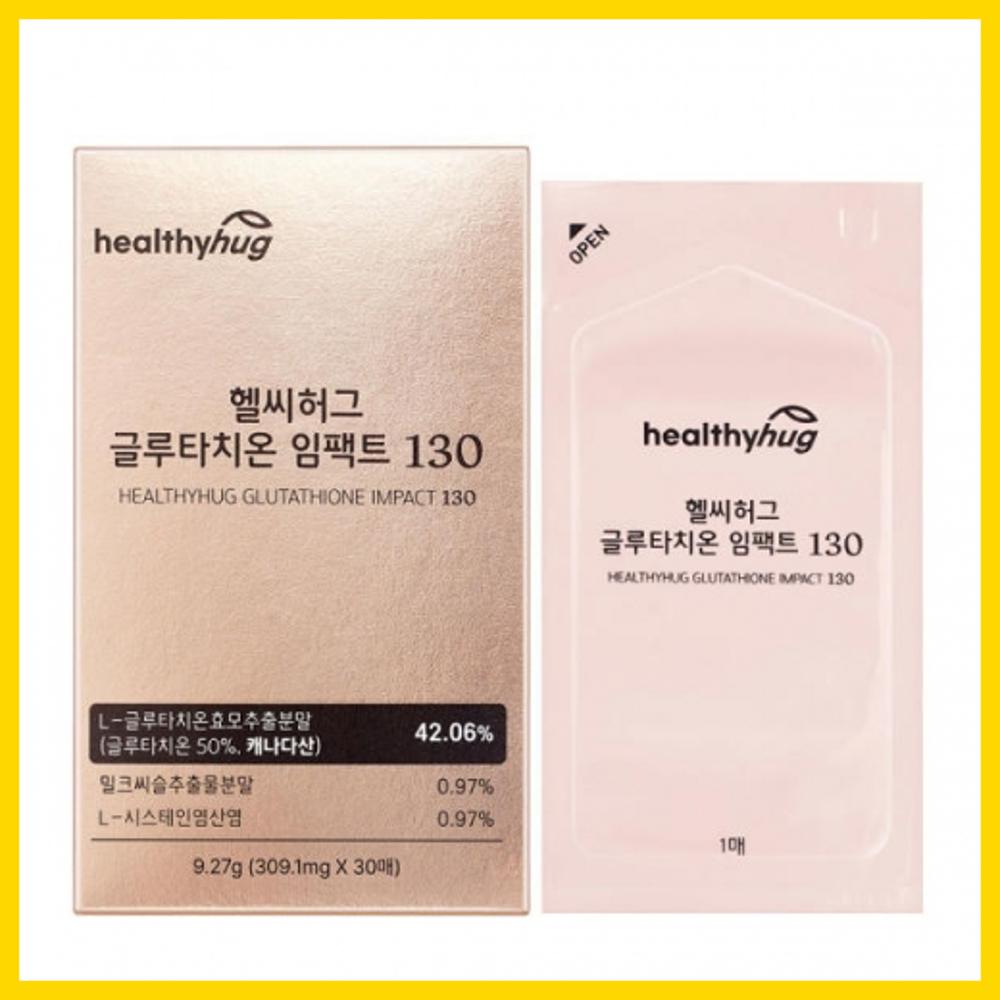 healthyhug
헬씨허그
글루타치온 임팩트 130
HEALTHYHUG GLUTATHIONE IMPACT 130
L-글루타치온효모추출분말
(글루타치온 50%, 캐나다산)
42.06%
밀크씨슬추출물분말 0.97%
L-시스테인염산염 0.97%
9.27g (309.1mg X 30매)
OPEN
healthyhug
헬씨허그
글루타치온 임팩트 130
HEALTHYHUG GLUTATHIONE IMPACT 130
1매